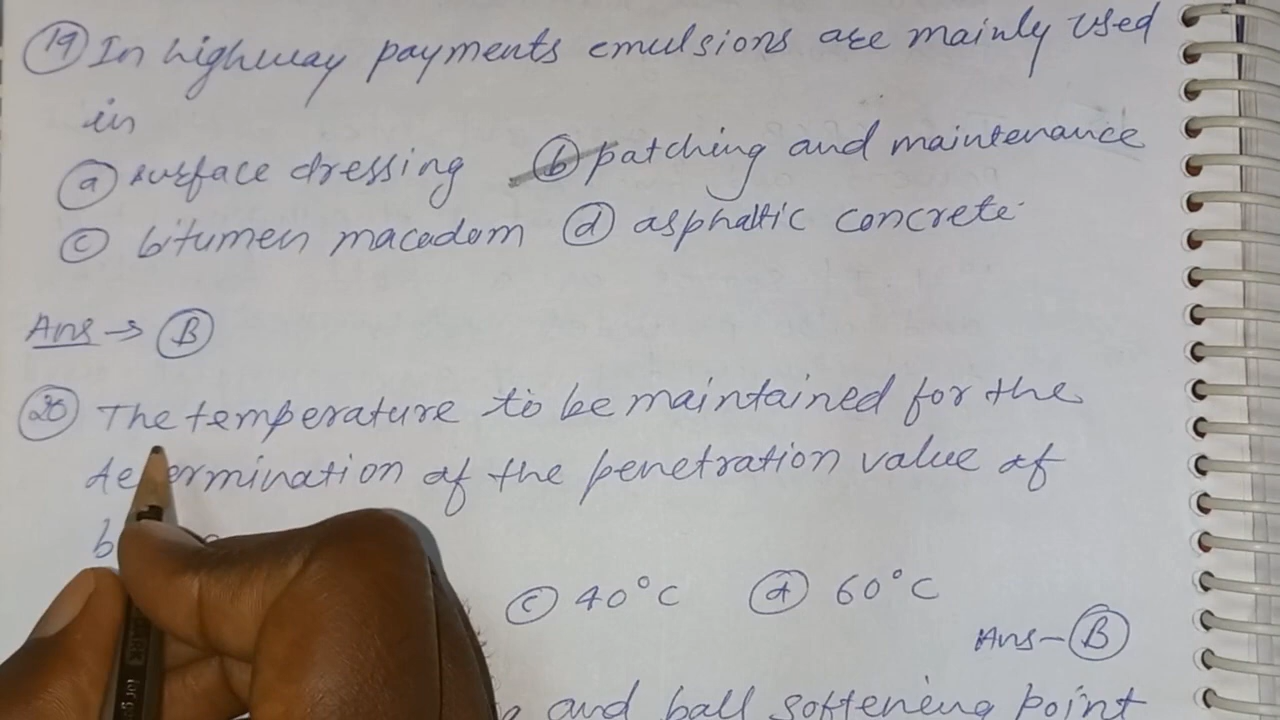 19 In highway payments emulsions are mainly used
in
a surface dressing b patching and maintenance
c bitumen macadom d asphaltic concrete
Ans → B
20 The temperature to be maintained for the
determination of the penetration value of
c 40°C d 60°C
Ans - B
and ball softening point